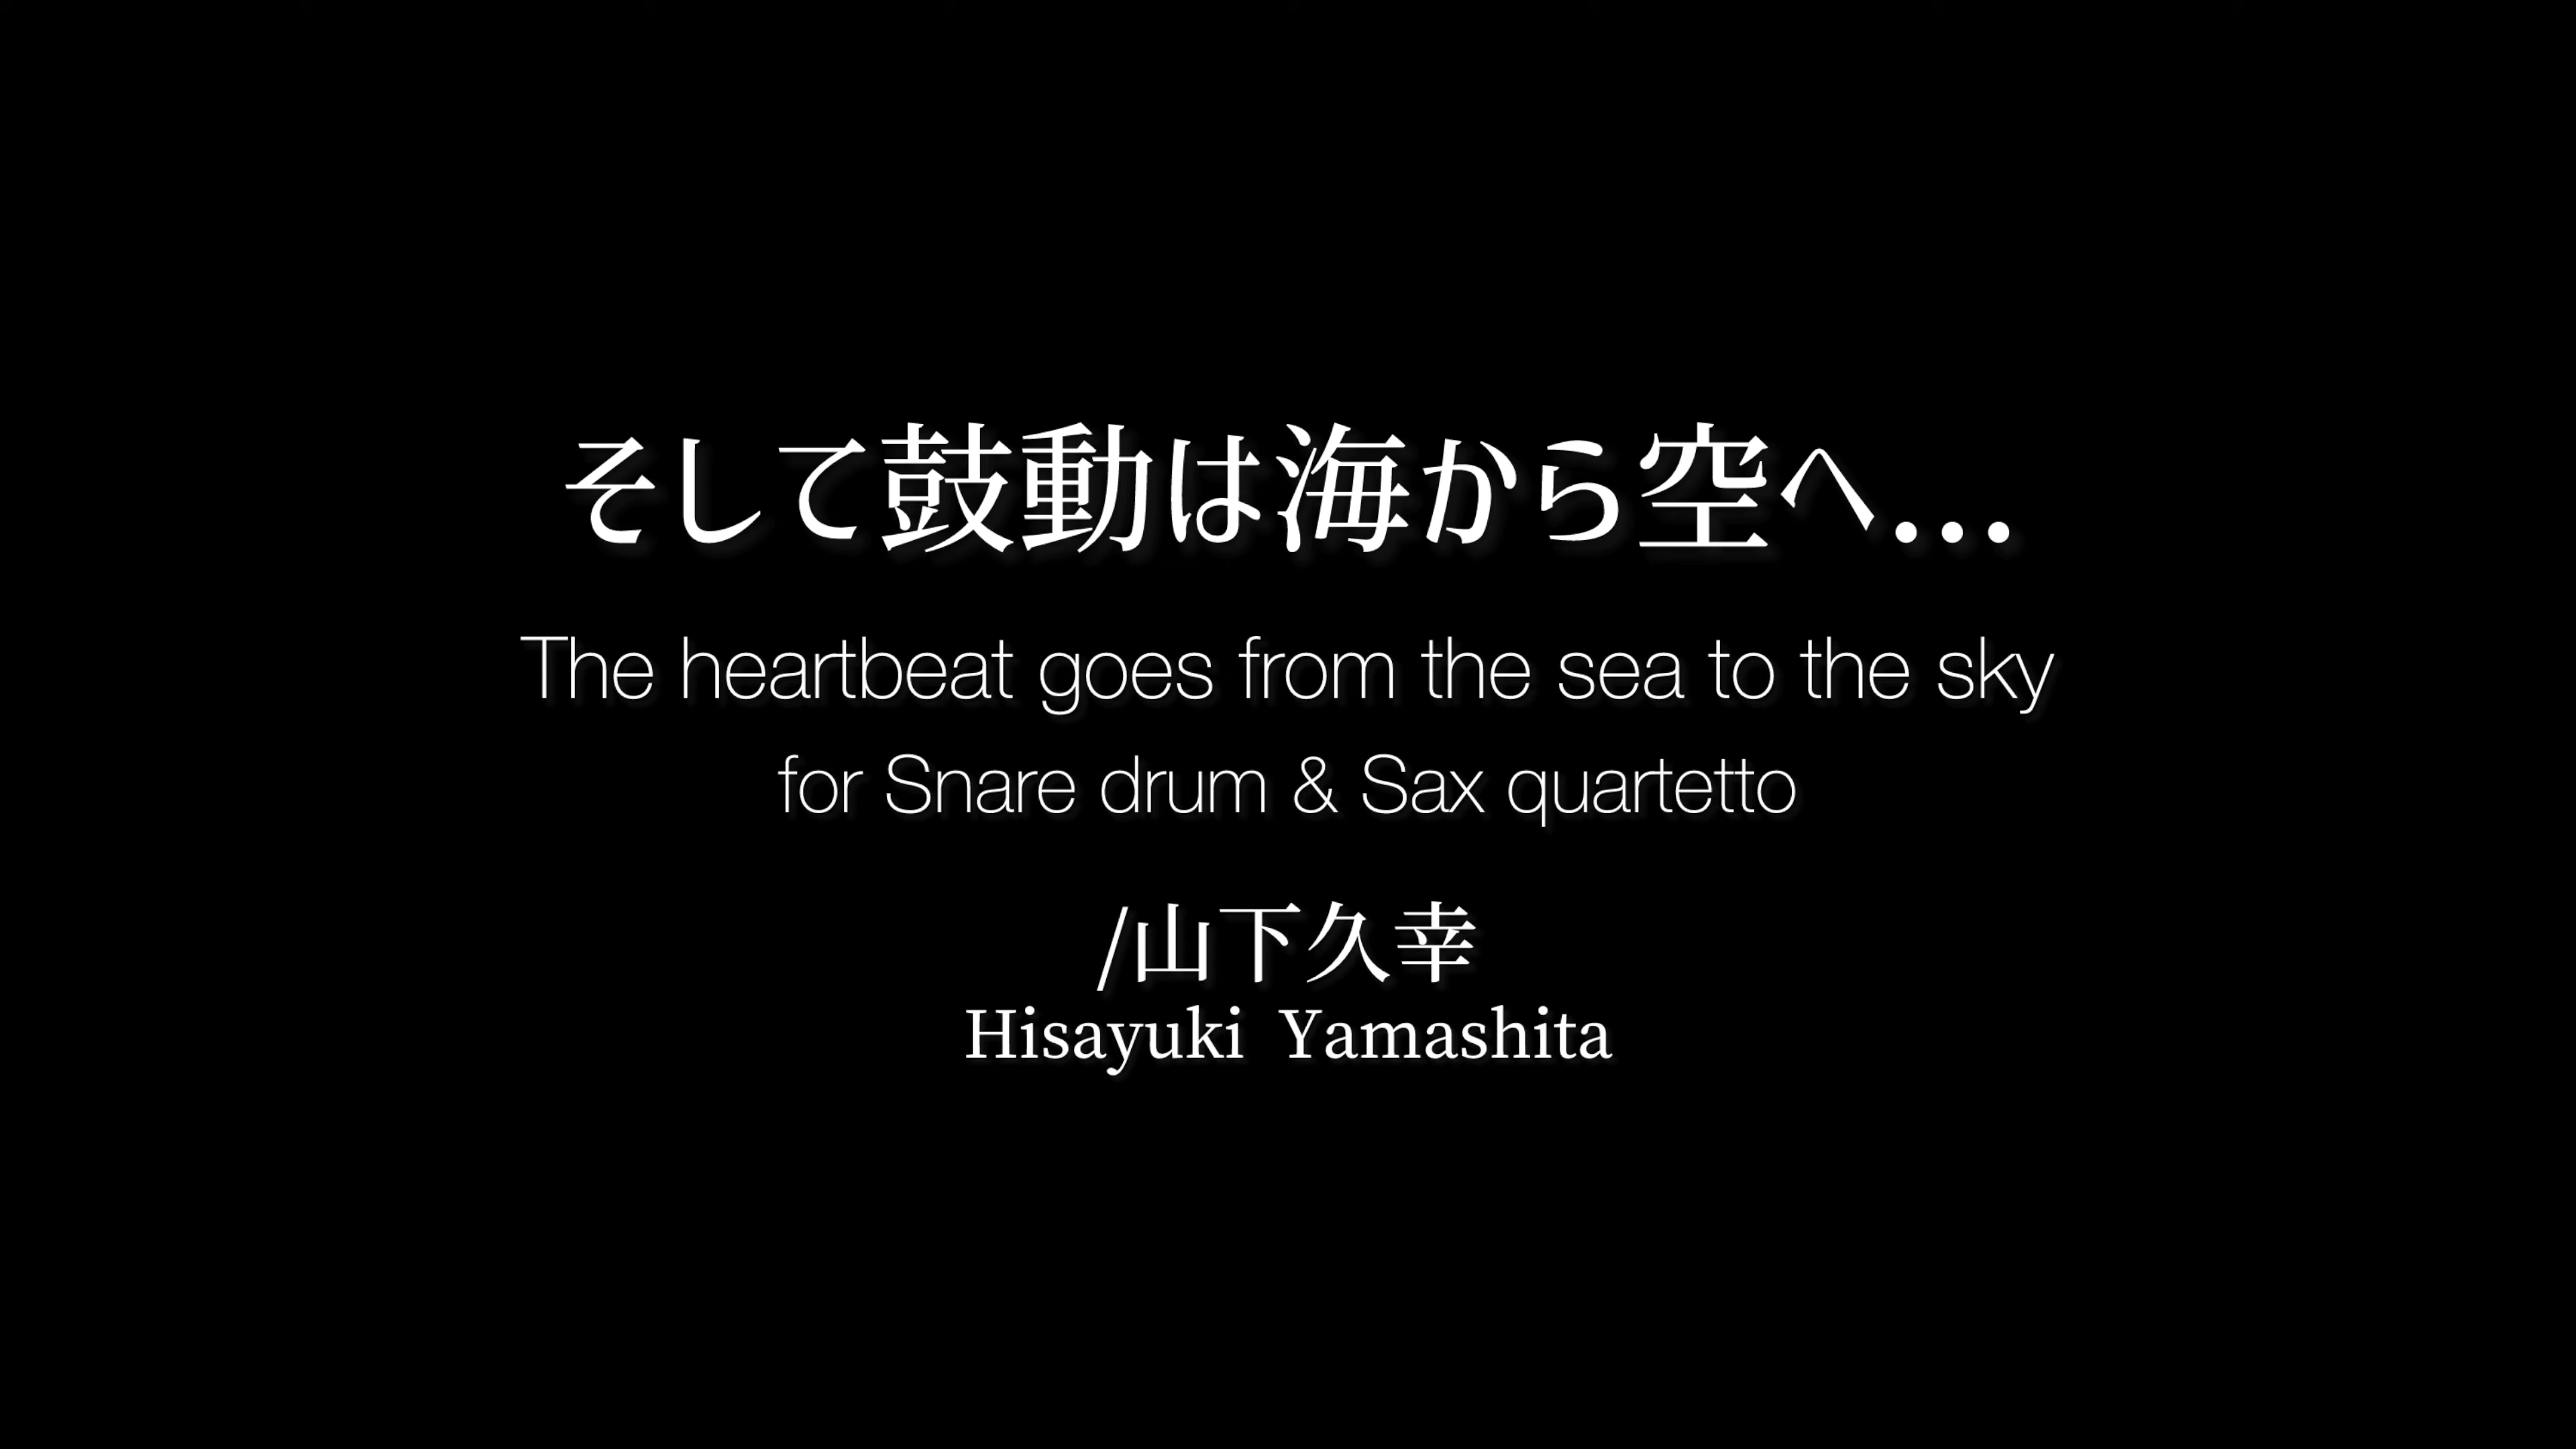 そして鼓動は海から空へ...
The heartbeat goes from the sea to the sky
for Snare drum & Sax quartetto
/山下久幸
Hisayuki Yamashita